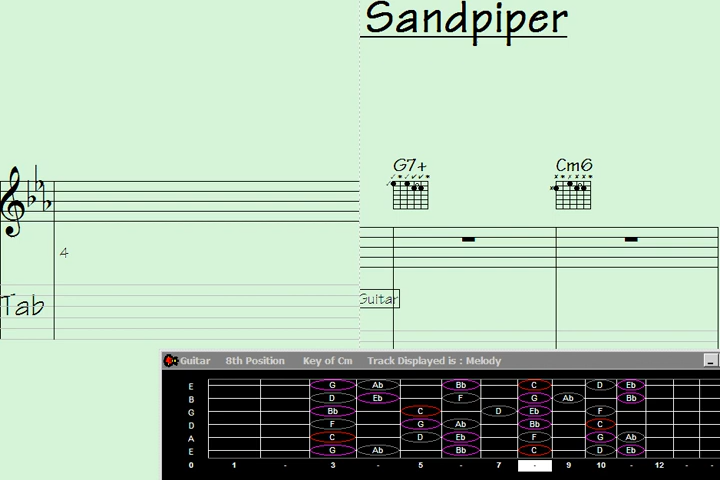 Sandpiper
G7+ Cm6
4
Guitar
Tab
Guitar 8th Position Key of Cm Track Displayed is : Melody
E G Ab Bb C D Eb
B D Eb F G Ab Bb
G Bb C D Eb F
D F G Ab Bb C
A C D Eb F G Ab
E G Ab Bb C D Eb
0 1 - 3 - 5 - 7 - 9 10 - 12 - -